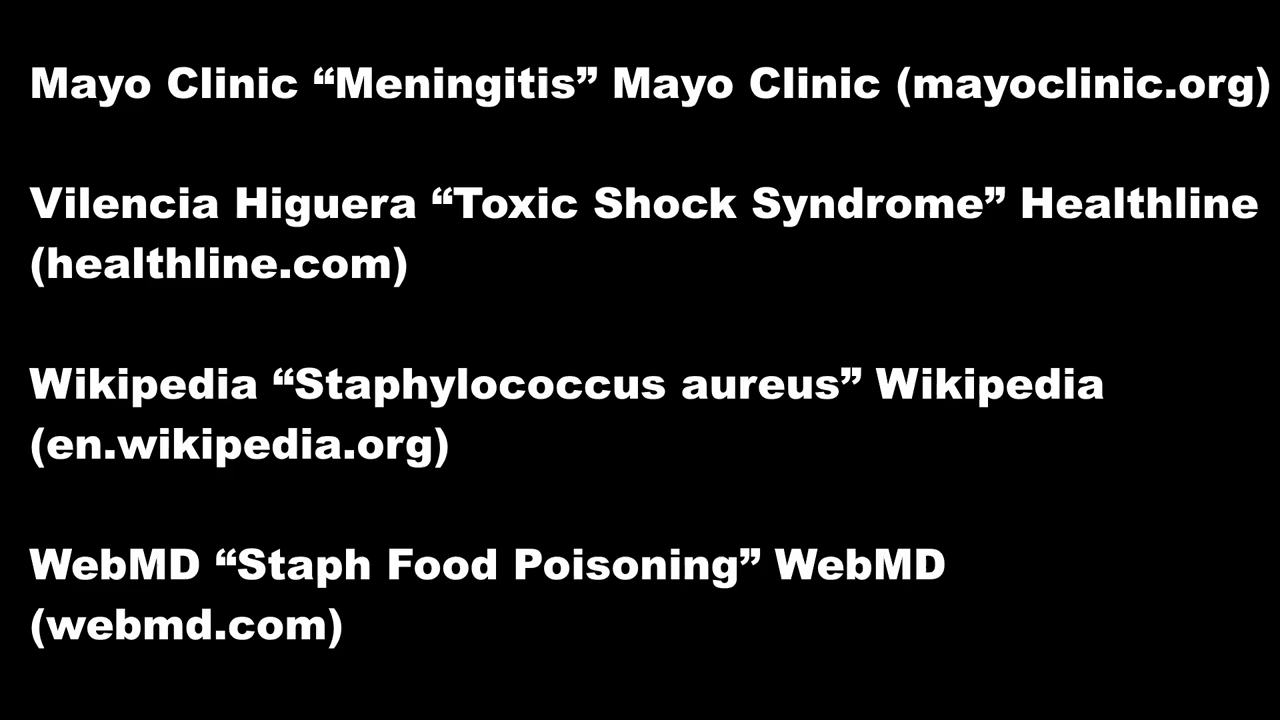 Mayo Clinic “Meningitis” Mayo Clinic (mayoclinic.org)
Vilencia Higuera “Toxic Shock Syndrome” Healthline
(healthline.com)
Wikipedia “Staphylococcus aureus” Wikipedia
(en.wikipedia.org)
WebMD “Staph Food Poisoning” WebMD
(webmd.com)